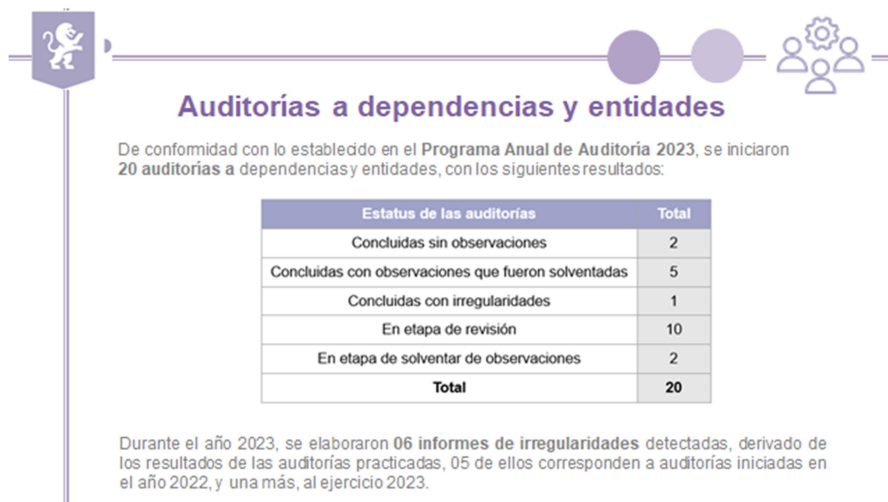 Auditorías a dependencias y entidades
De conformidad con lo establecido en el Programa Anual de Auditoría 2023, se iniciaron
20 auditorías a dependencias y entidades, con los siguientes resultados:
Estatus de las auditorías Total
Concluidas sin observaciones 2
Concluidas con observaciones que fueron solventadas 5
Concluidas con irregularidades 1
En etapa de revisión 10
En etapa de solventar de observaciones 2
Total 20
Durante el año 2023, se elaboraron 06 informes de irregularidades detectadas, derivado de
los resultados de las auditorías practicadas, 05 de ellos corresponden a auditorías iniciadas en
el año 2022, y una más, al ejercicio 2023.